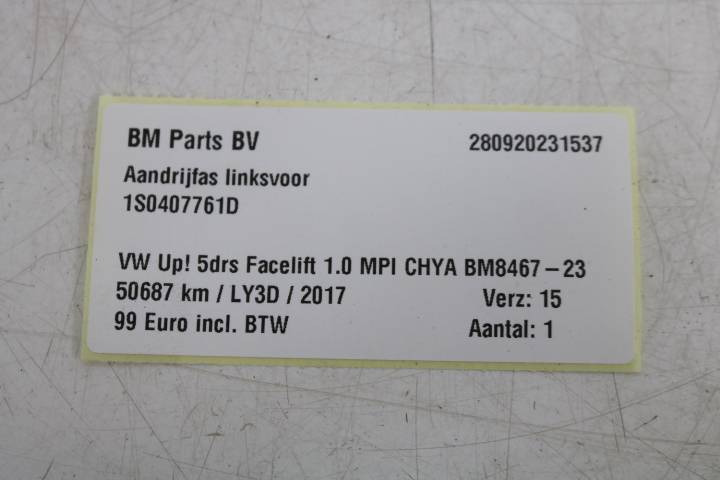 BM Parts BV 280920231537
Aandrijfas linksvoor
1S0407761D
VW Up! 5drs Facelift 1.0 MPI CHYA BM8467-23
50687 km / LY3D / 2017 Verz: 15
99 Euro incl. BTW Aantal: 1